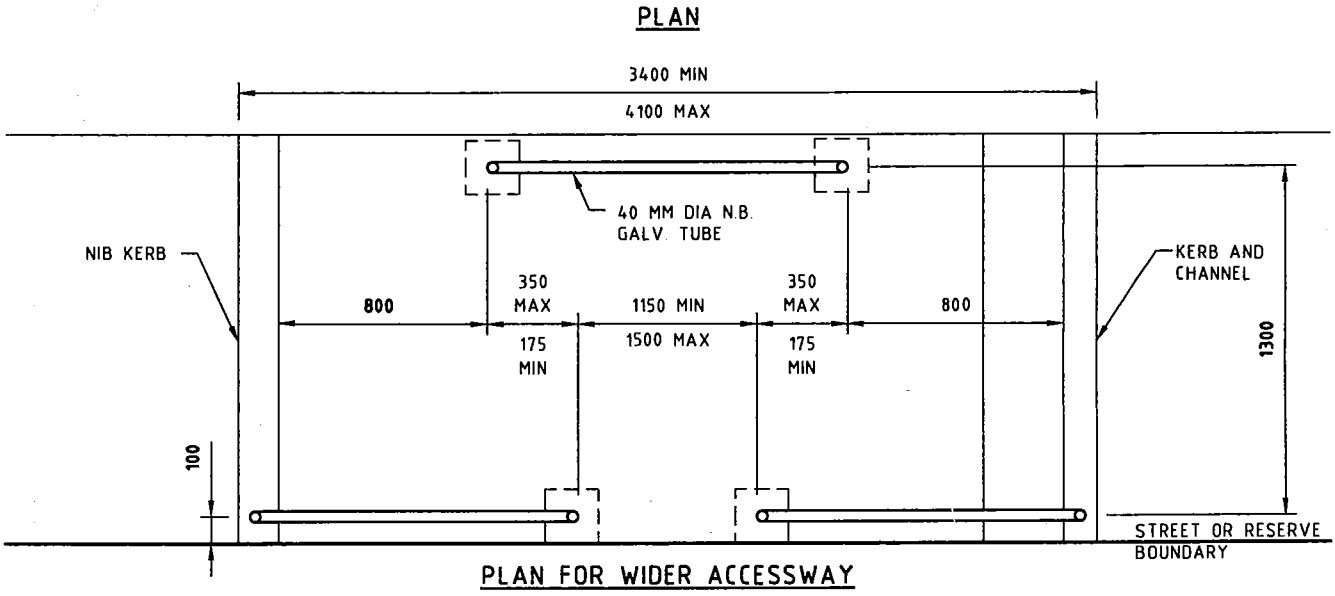 PLAN
3400 MIN
4100 MAX
40 MM DIA N.B.
GALV. TUBE
NIB KERB
KERB AND
CHANNEL
800
350
MAX
175
MIN
1150 MIN
1500 MAX
350
MAX
175
MIN
800
1300
100
STREET OR RESERVE
BOUNDARY
PLAN FOR WIDER ACCESSWAY